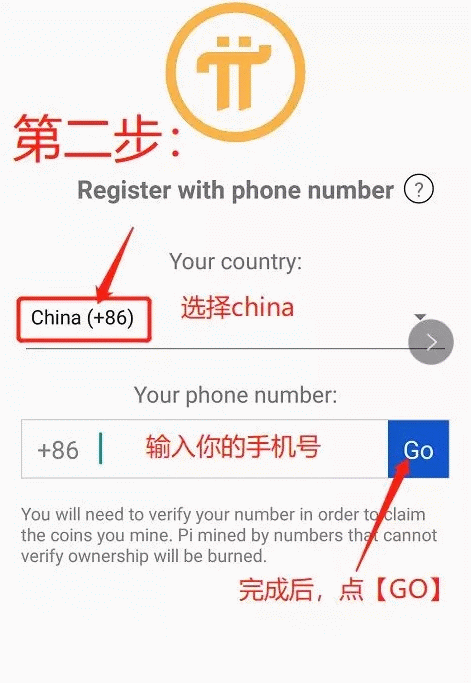 第二步：
Register with phone number ?
Your country:
China (+86) 选择china
Your phone number:
+86 输入你的手机号 Go
You will need to verify your number in order to claim
the coins you mine. Pi mined by numbers that cannot
verify ownership will be burned.
完成后，点【GO】